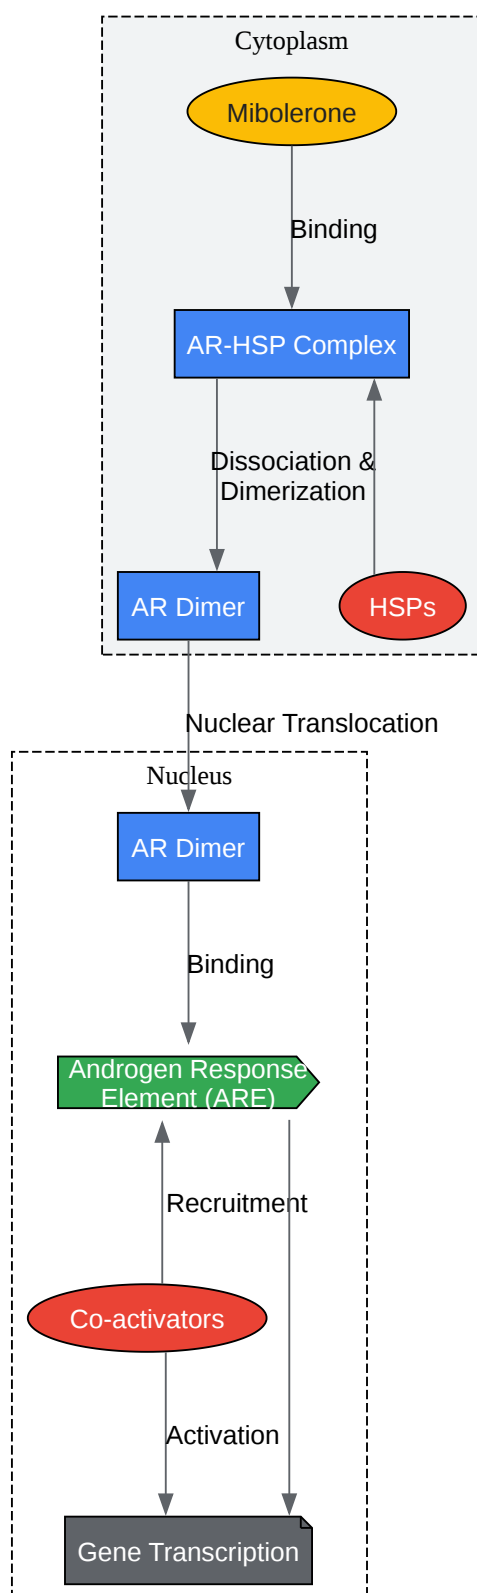 Cytoplasm
Mibolerone
Binding
AR-HSP Complex
Dissociation &
Dimerization
AR Dimer
HSPs
Nuclear Translocation
Nucleus
AR Dimer
Binding
Androgen Response
Element (ARE)
Recruitment
Co-activators
Activation
Gene Transcription